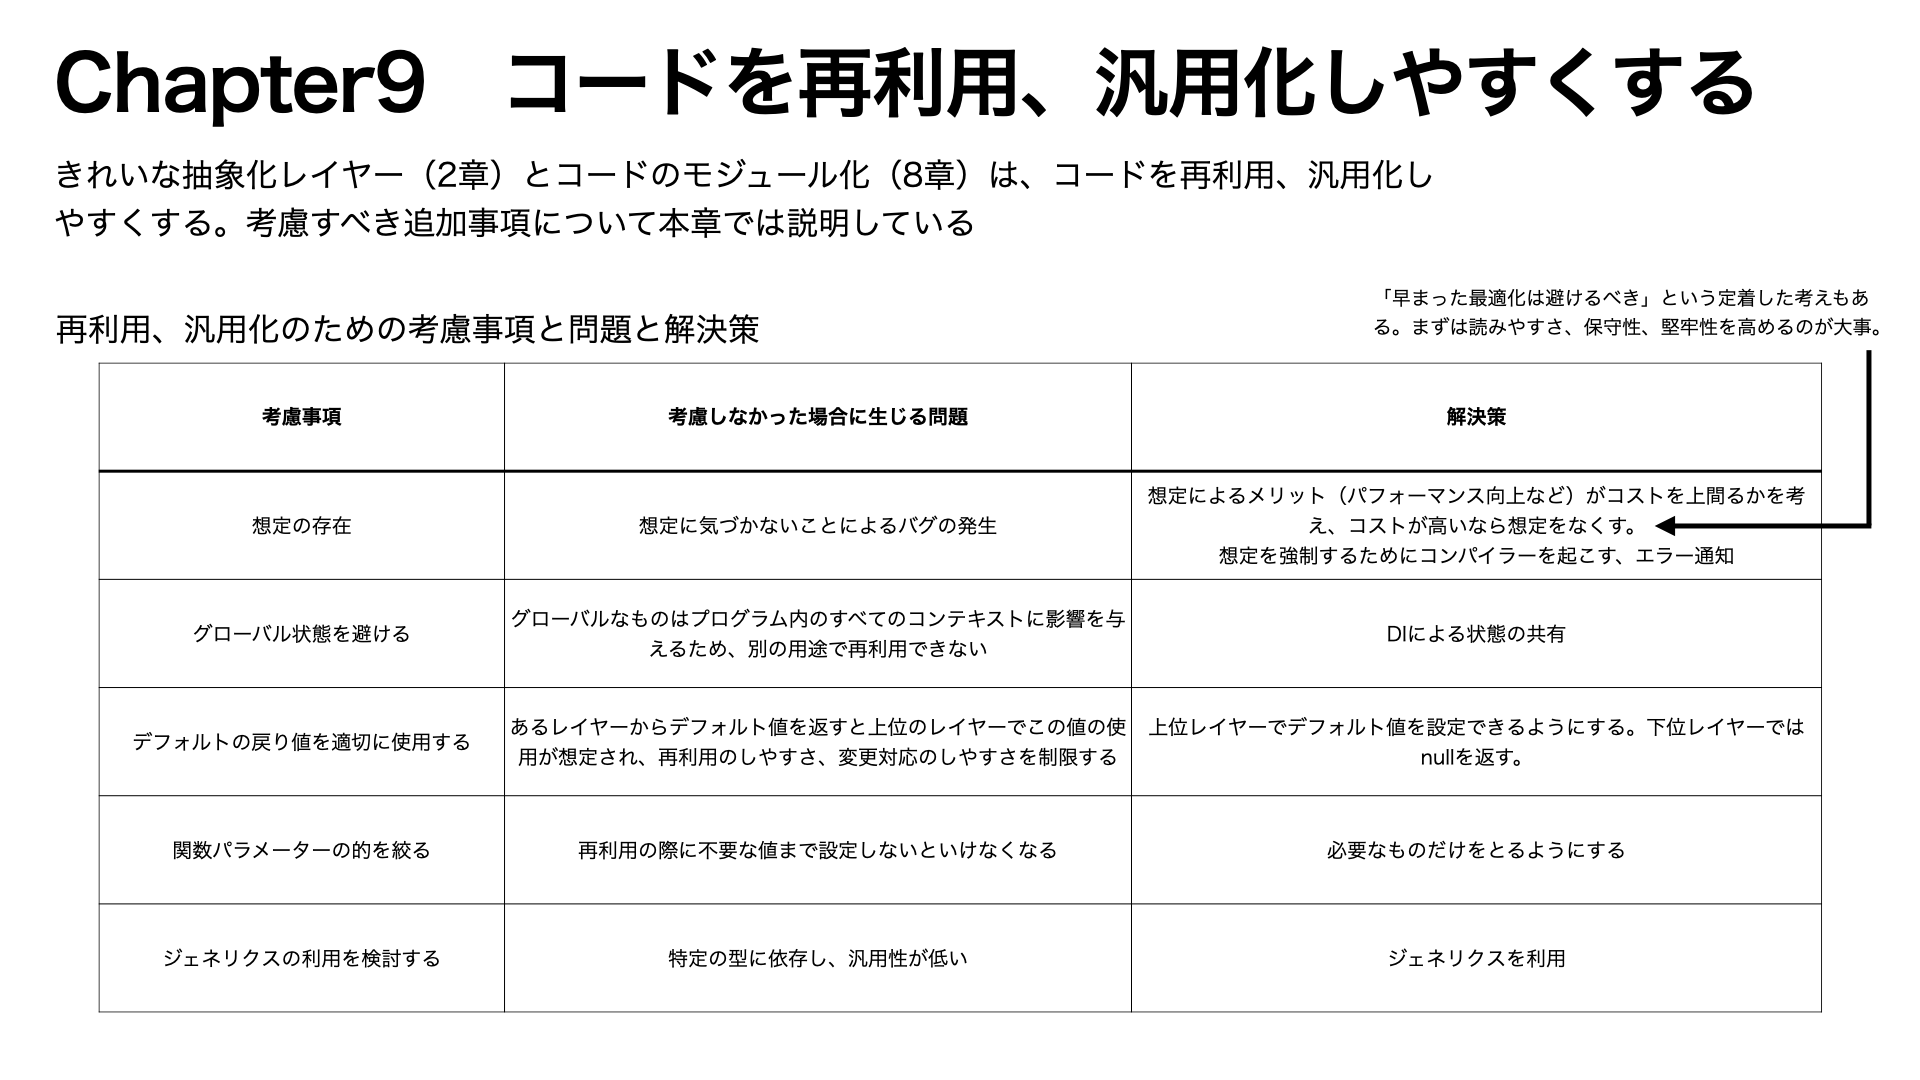 Chapter9　コードを再利用、汎用化しやすくする
きれいな抽象化レイヤー（2章）とコードのモジュール化（8章）は、コードを再利用、汎用化し
やすくする。考慮すべき追加事項について本章では説明している
「早まった最適化は避けるべき」という定着した考えもあ
る。まずは読みやすさ、保守性、堅牢性を高めるのが大事。
再利用、汎用化のための考慮事項と問題と解決策
考慮事項
考慮しなかった場合に生じる問題
解決策
想定の存在
想定に気づかないことによるバグの発生
想定によるメリット（パフォーマンス向上など）がコストを上間るかを考
え、コストが高いなら想定をなくす。
想定を強制するためにコンパイラーを起こす、エラー通知
グローバル状態を避ける
グローバルなものはプログラム内のすべてのコンテキストに影響を与
えるため、別の用途で再利用できない
DIによる状態の共有
デフォルトの戻り値を適切に使用する
あるレイヤーからデフォルト値を返すと上位のレイヤーでこの値の使
用が想定され、再利用のしやすさ、変更対応のしやすさを制限する
上位レイヤーでデフォルト値を設定できるようにする。下位レイヤーでは
nullを返す。
関数パラメーターの的を絞る
再利用の際に不要な値まで設定しないといけなくなる
必要なものだけをとるようにする
ジェネリクスの利用を検討する
特定の型に依存し、汎用性が低い
ジェネリクスを利用